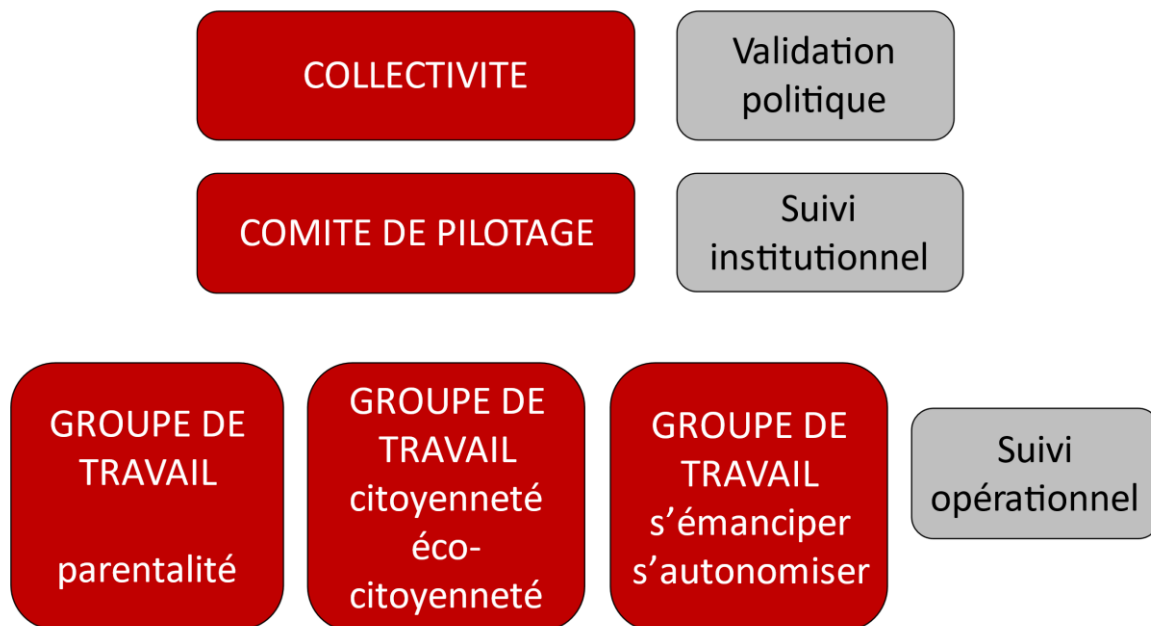 COLLECTIVITE
Validation
politique
COMITE DE PILOTAGE
Suivi
institutionnel
GROUPE DE
TRAVAIL
parentalité
GROUPE DE
TRAVAIL
citoyenneté
éco-
citoyenneté
GROUPE DE
TRAVAIL
s’émanciper
s’autonomiser
Suivi
opérationnel